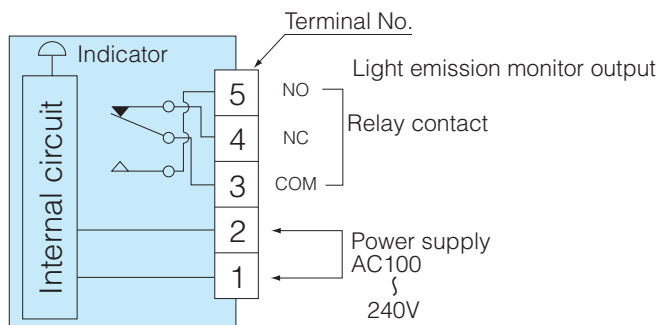 Terminal No.
Indicator
Light emission monitor output
Internal circuit
5 NO
4 NC
Relay contact
3 COM
2
1
Power supply
AC100
~
240V